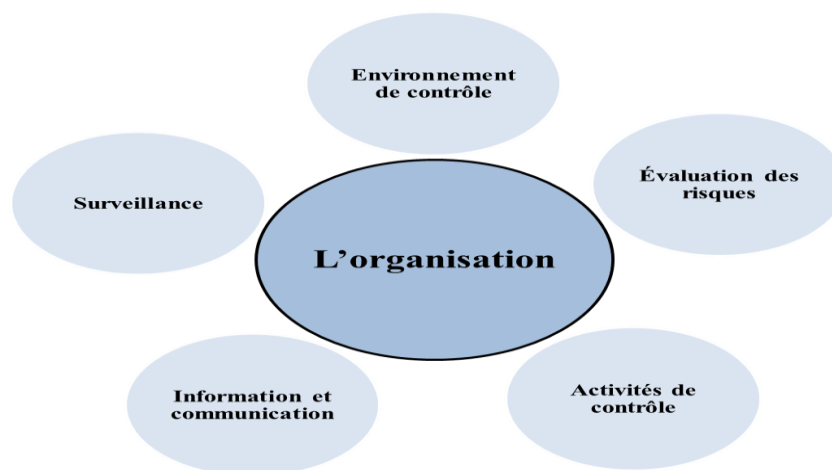 Environnement
de contrôle
Évaluation des
risques
Surveillance
L’organisation
Information et
communication
Activités de
contrôle